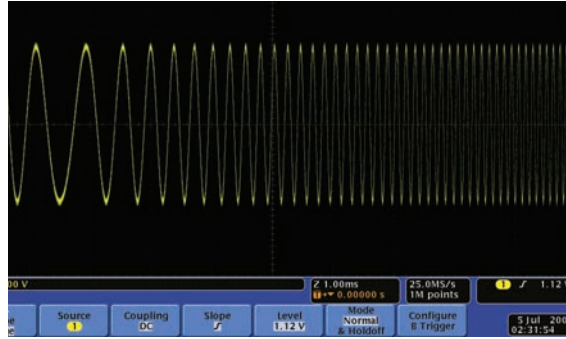 00 V
Z 1.00ms
0.00000 s
25.0MS/s
1M points
1
1.12 V
Source
1
Coupling
DC
Slope
Level
1.12 V
Mode
Normal
& Holdoff
Configure
B Trigger
5 Jul 200
02:31:54